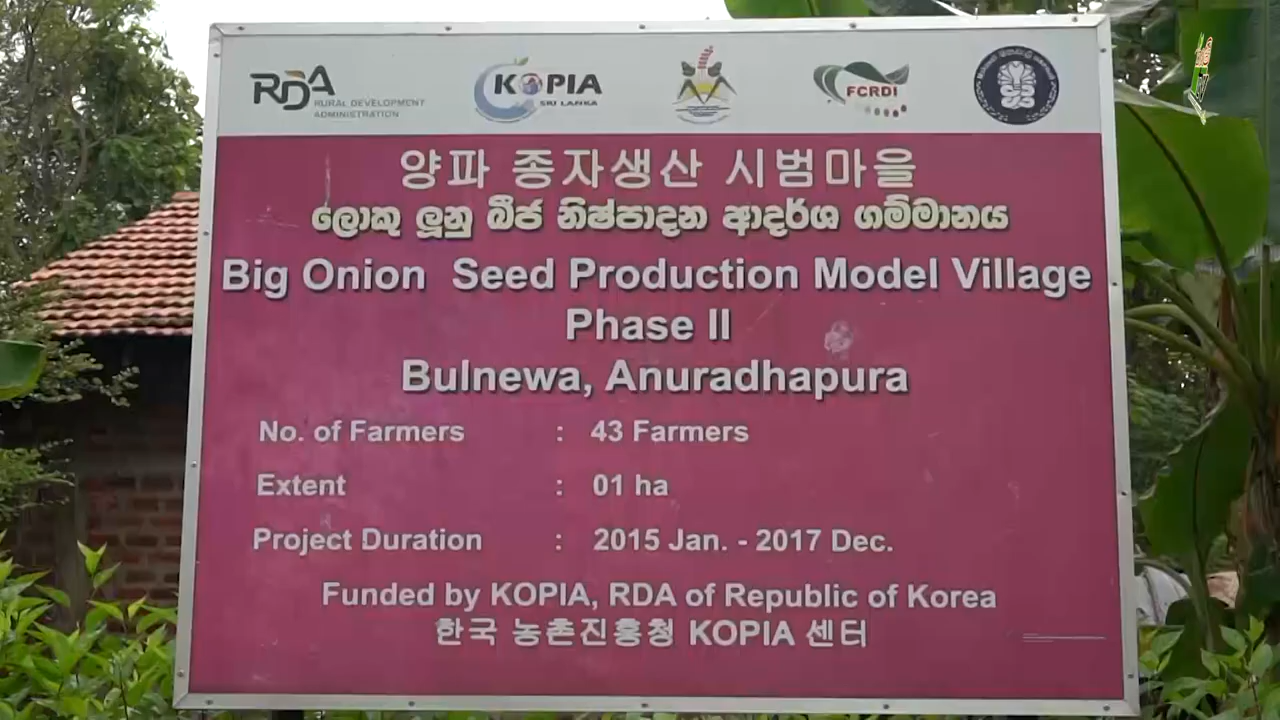 RDA RURAL DEVELOPMENT ADMINISTRATION
KOPIA SRI LANKA
FCRDI
양파 종자생산 시범마을
ලොකු ලූනු බීජ නිෂ්පාදන ආදර්ශ ගම්මානය
Big Onion Seed Production Model Village
Phase II
Bulnewa, Anuradhapura
No. of Farmers : 43 Farmers
Extent : 01 ha
Project Duration : 2015 Jan. - 2017 Dec.
Funded by KOPIA, RDA of Republic of Korea
한국 농촌진흥청 KOPIA 센터